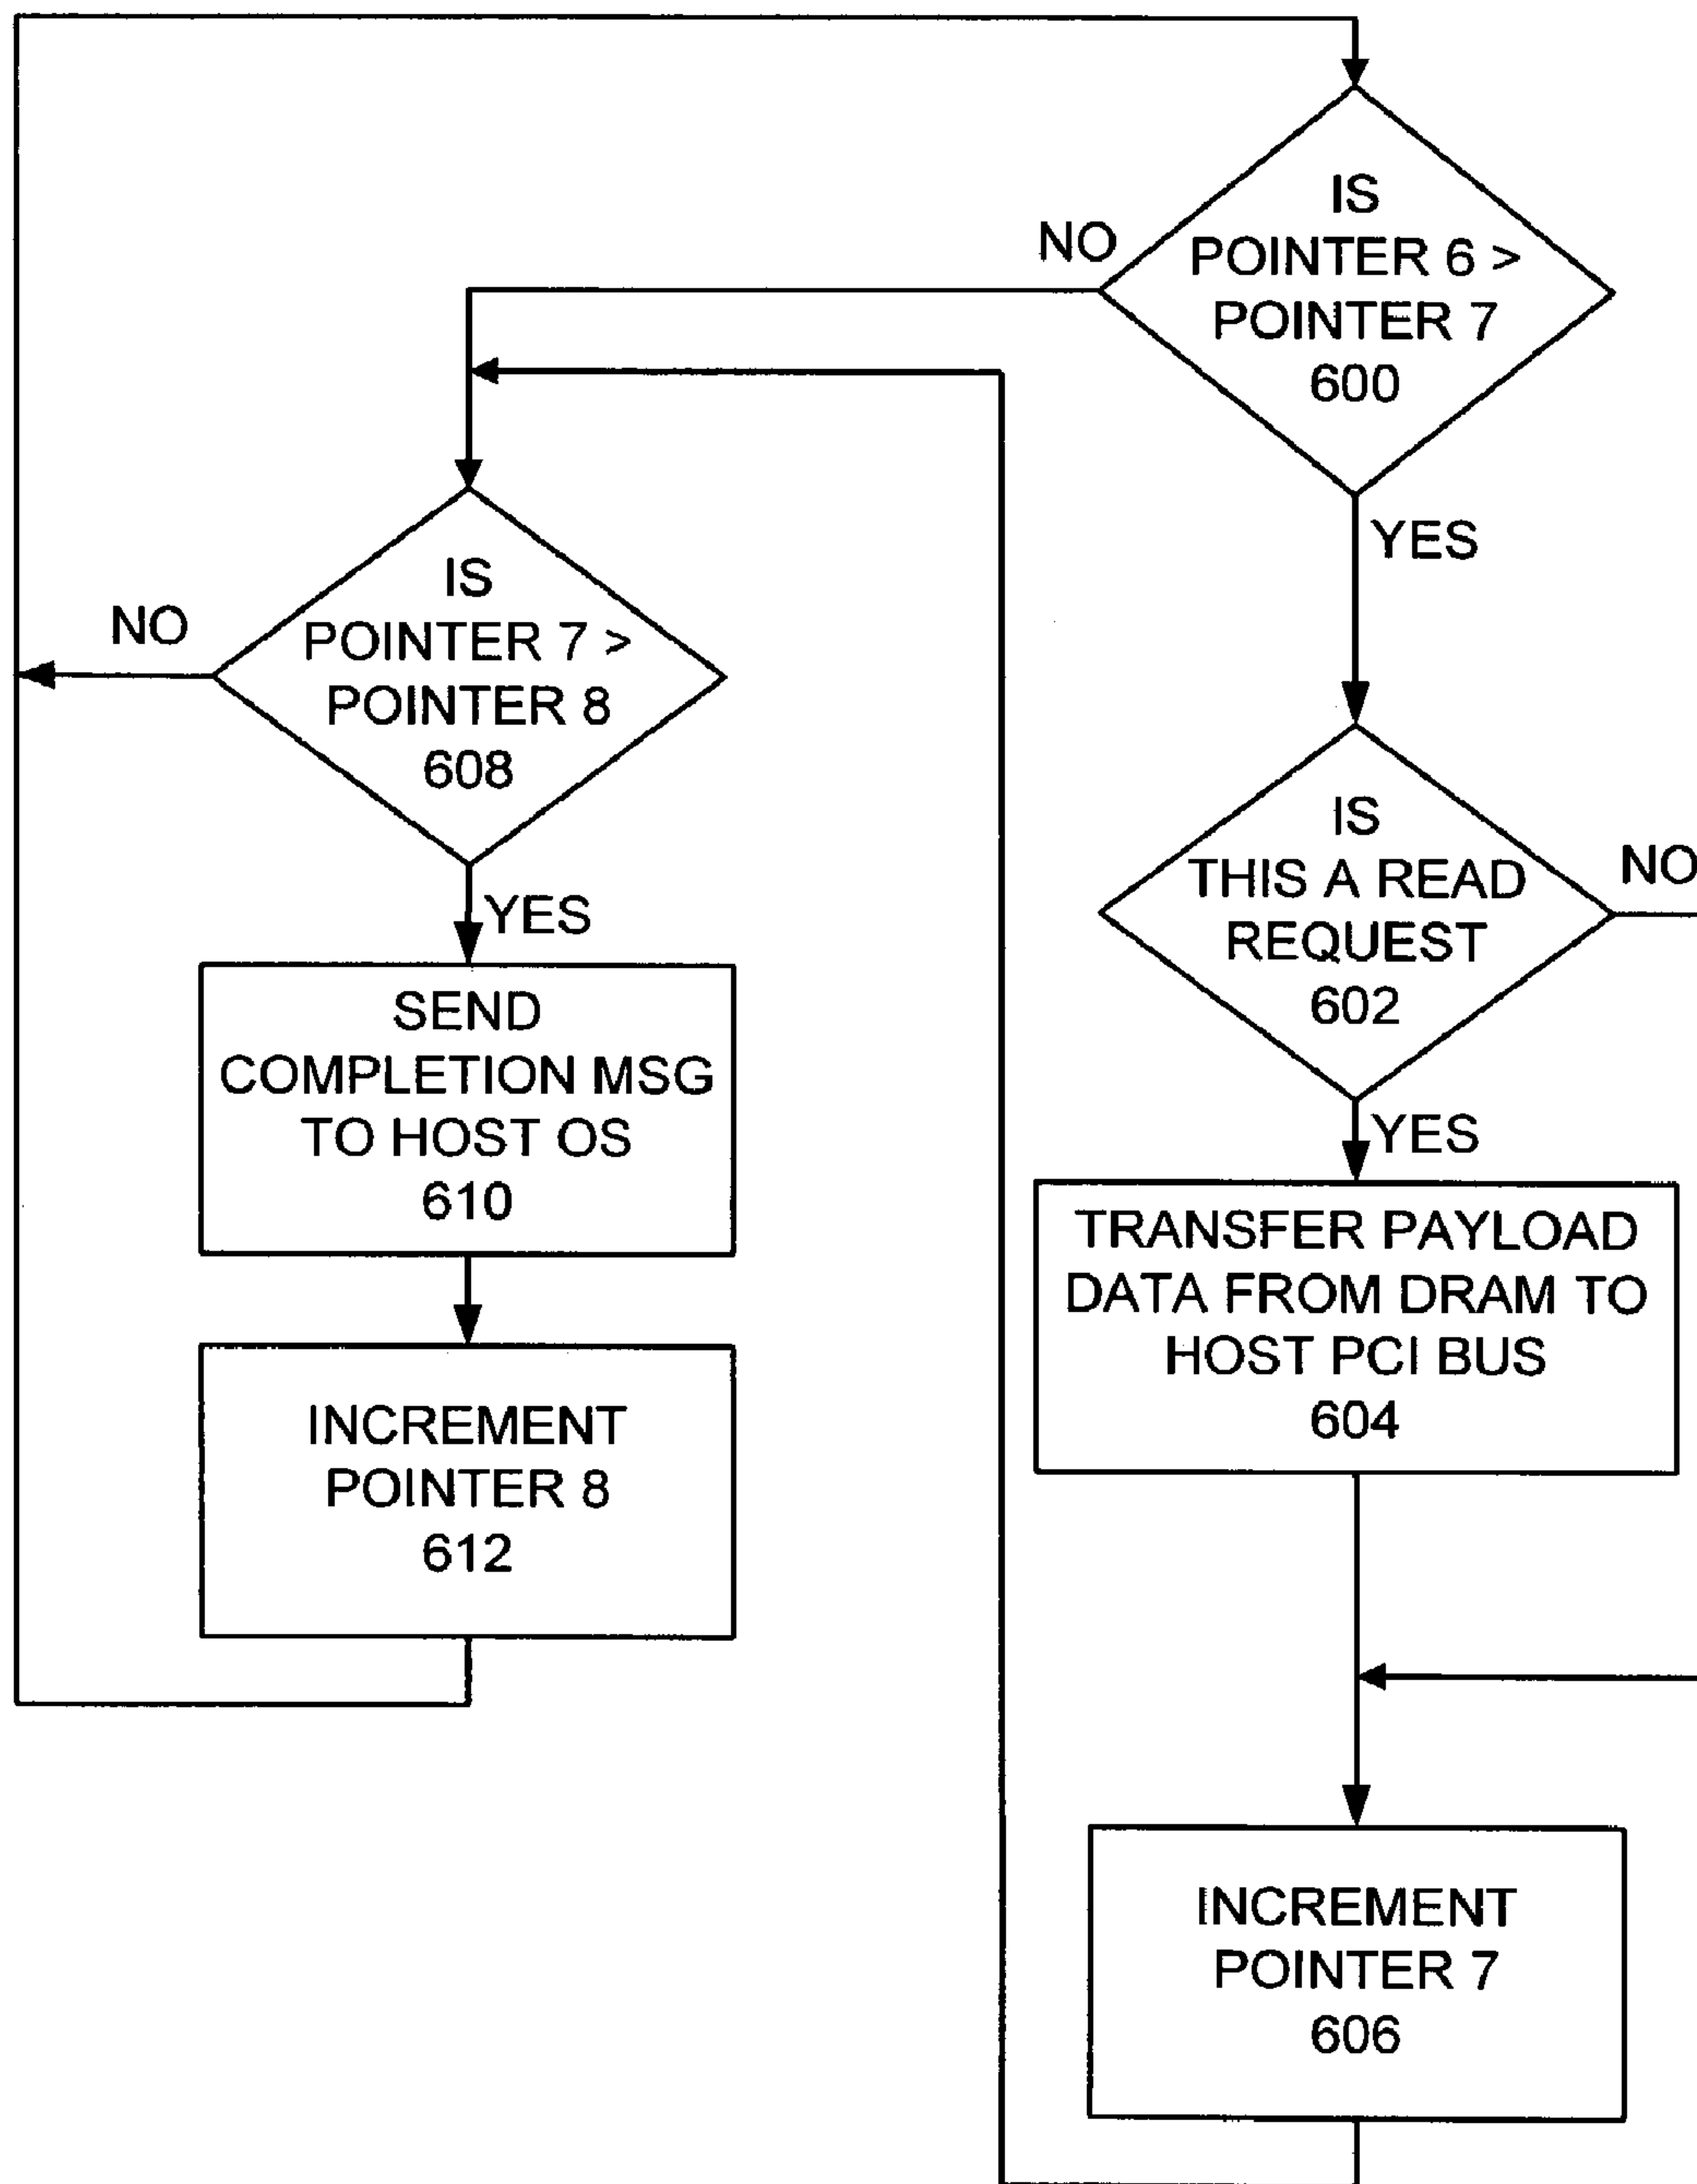 IS
POINTER 6 >
POINTER 7
600
NO
YES
IS
POINTER 7 >
POINTER 8
608
NO
YES
SEND
COMPLETION MSG
TO HOST OS
610
INCREMENT
POINTER 8
612
IS
THIS A READ
REQUEST
602
NO
YES
TRANSFER PAYLOAD
DATA FROM DRAM TO
HOST PCI BUS
604
INCREMENT
POINTER 7
606